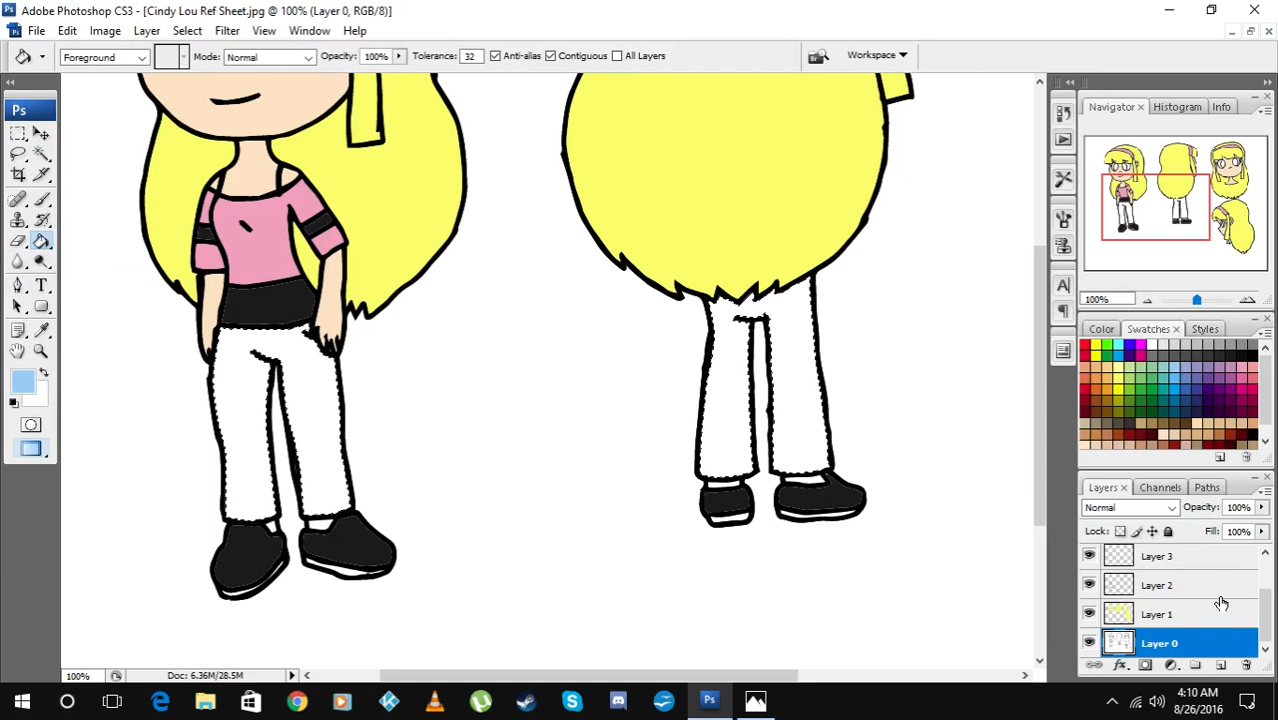 Adobe Photoshop CS3 - [Cindy Lou Ref Sheet.jpg @ 100% (Layer 0, RGB/8)]
File Edit Image Layer Select Filter View Window Help
Foreground Mode: Normal Opacity: 100% Tolerance: 32 Anti-alias Contiguous All Layers Workspace
Ps
Navigator Histogram Info
100%
Color Swatches Styles
Layers Channels Paths
Normal Opacity: 100%
Lock: Fill: 100%
Layer 3
Layer 2
Layer 1
Layer 0
100% Doc: 6.36M/28.5M
4:10 AM
8/26/2016